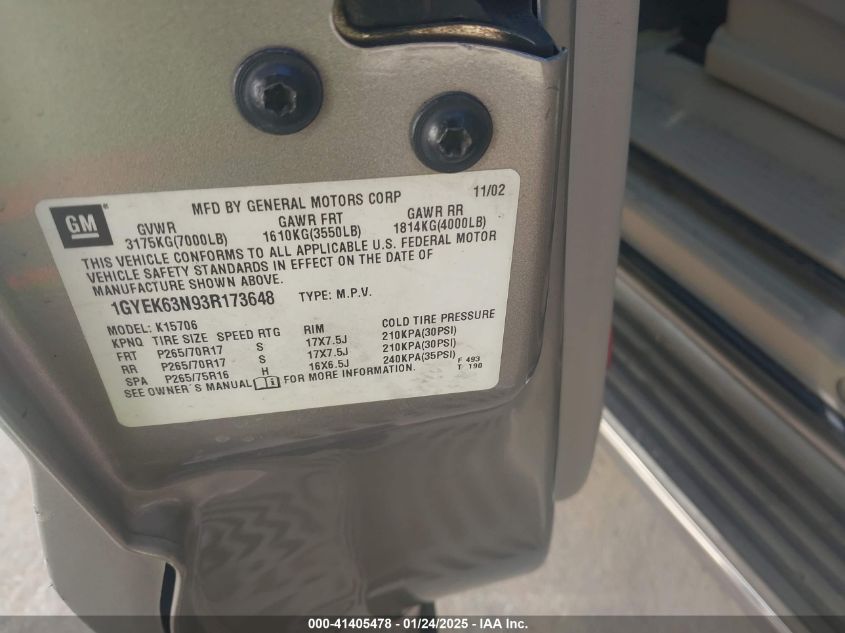 GM
MFD BY GENERAL MOTORS CORP 11/02
GVWR GAWR FRT GAWR RR
3175KG(7000LB) 1610KG(3550LB) 1814KG(4000LB)
THIS VEHICLE CONFORMS TO ALL APPLICABLE U.S. FEDERAL MOTOR
VEHICLE SAFETY STANDARDS IN EFFECT ON THE DATE OF
MANUFACTURE SHOWN ABOVE.
1GYEK63N93R173648 TYPE: M.P.V.
MODEL: K15706
KPNQ TIRE SIZE SPEED RTG RIM COLD TIRE PRESSURE
FRT P265/70R17 S 17X7.5J 210KPA(30PSI)
RR P265/70R17 S 17X7.5J 210KPA(30PSI)
SPA P265/75R16 H 16X6.5J 240KPA(35PSI) F 493
SEE OWNER'S MANUAL FOR MORE INFORMATION. T 190
000-41405478 - 01/24/2025 - IAA Inc.